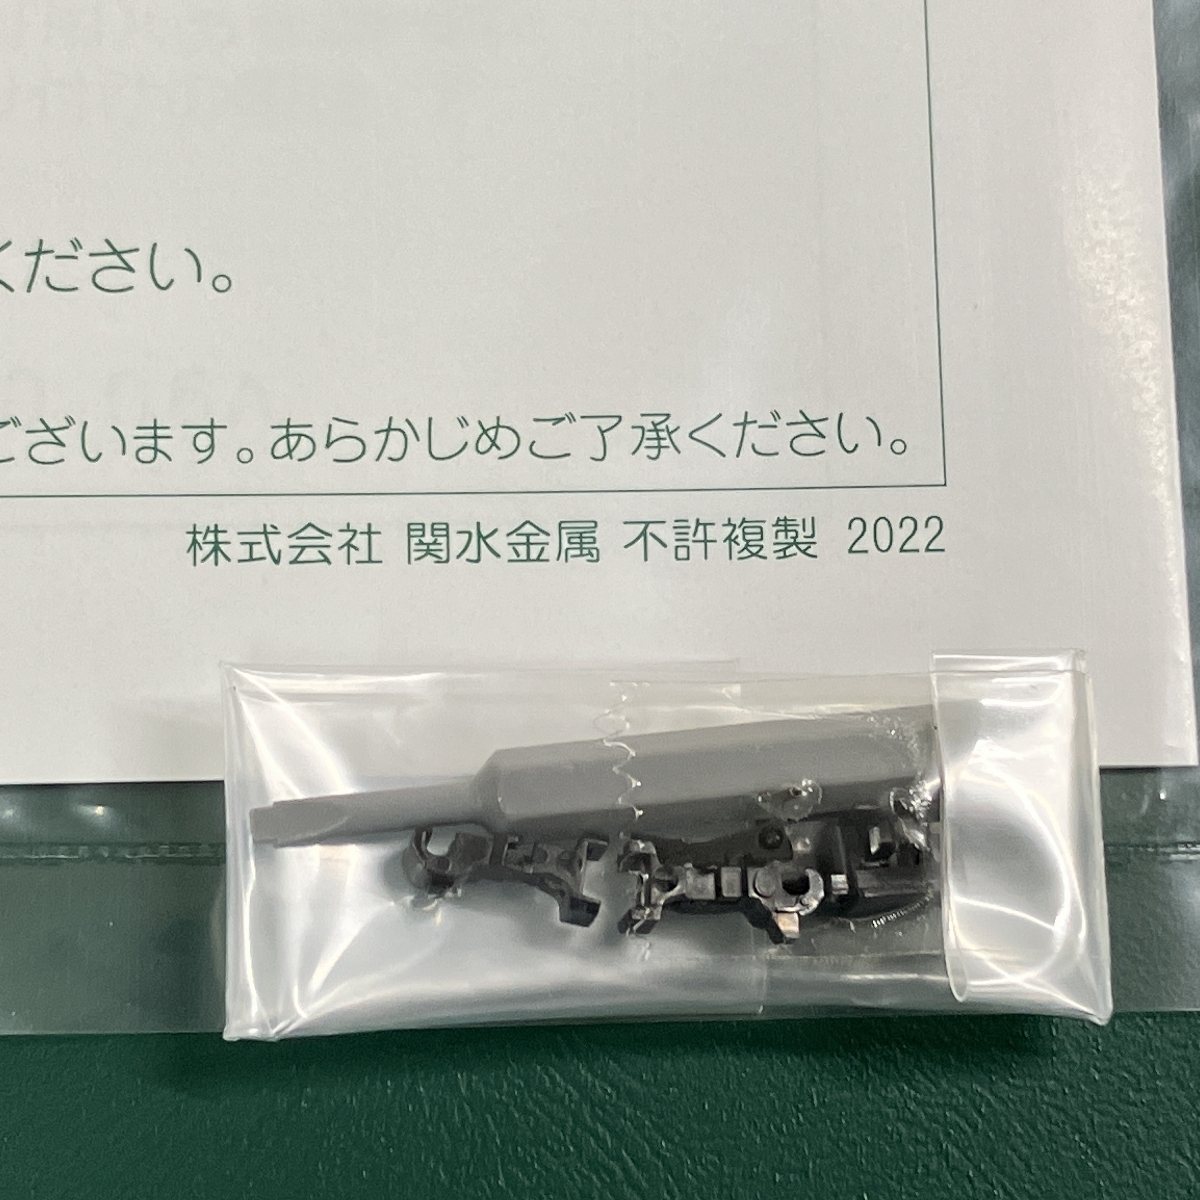 ください。
ございます。あらかじめご了承ください。
株式会社 関水金属 不許複製 2022